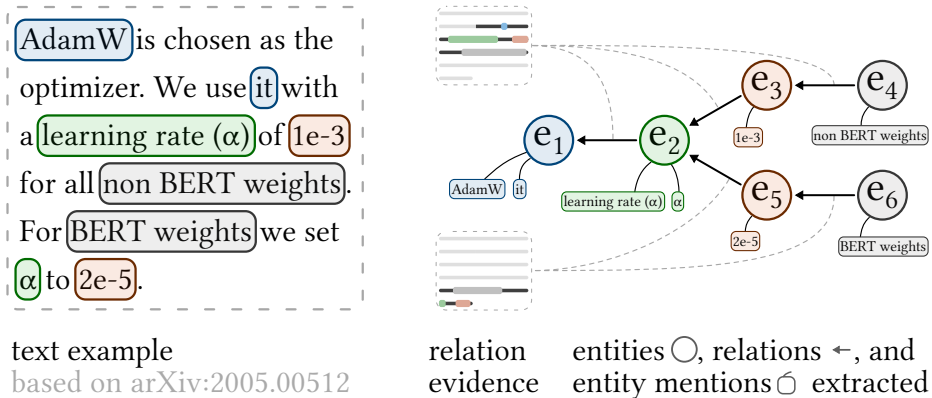 AdamW is chosen as the
optimizer. We use it with
a learning rate (α) of 1e-3
for all non BERT weights.
For BERT weights we set
α to 2e-5.
text example
based on arXiv:2005.00512
relation
evidence
e1
AdamW
it
e2
learning rate (α)
α
e3
1e-3
e4
non BERT weights
e5
2e-5
e6
BERT weights
entities, relations ←, and
entity mentions extracted